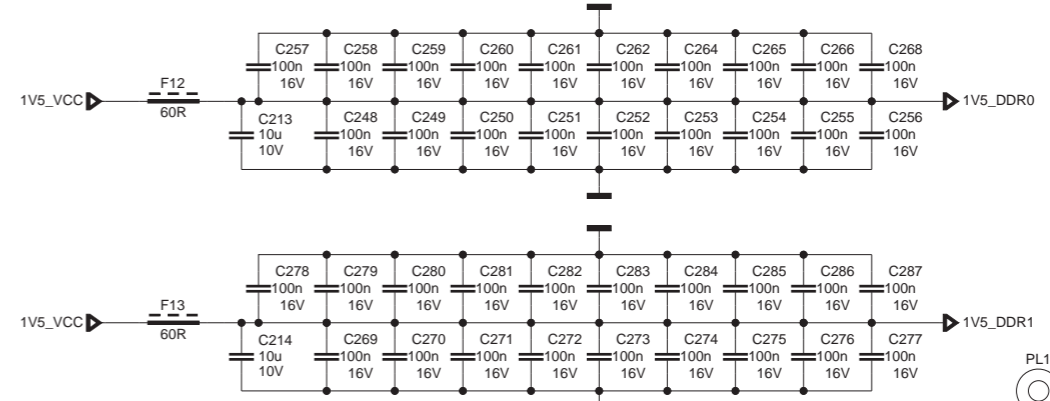 C257 C258 C259 C260 C261 C262 C264 C265 C266 C268
100n 100n 100n 100n 100n 100n 100n 100n 100n 100n
16V 16V 16V 16V 16V 16V 16V 16V 16V 16V
F12
1V5_VCC 1V5_DDR0
60R
C213 C248 C249 C250 C251 C252 C253 C254 C255 C256
10u 100n 100n 100n 100n 100n 100n 100n 100n 100n
10V 16V 16V 16V 16V 16V 16V 16V 16V 16V
C278 C279 C280 C281 C282 C283 C284 C285 C286 C287
100n 100n 100n 100n 100n 100n 100n 100n 100n 100n
16V 16V 16V 16V 16V 16V 16V 16V 16V 16V
F13
1V5_VCC 1V5_DDR1
60R
C214 C269 C270 C271 C272 C273 C274 C275 C276 C277
10u 100n 100n 100n 100n 100n 100n 100n 100n 100n
10V 16V 16V 16V 16V 16V 16V 16V 16V 16V
PL1